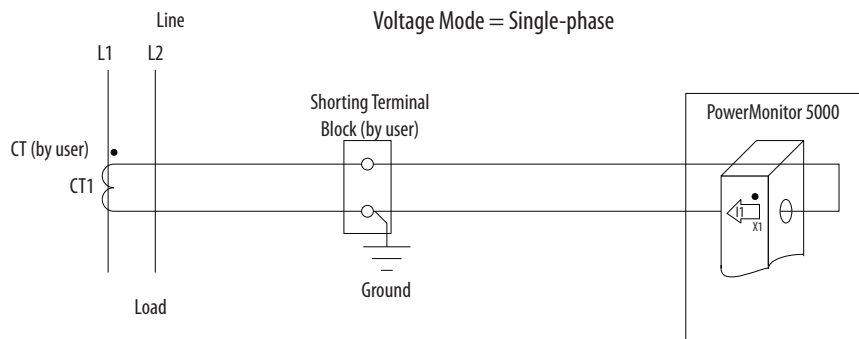 Line
Voltage Mode = Single-phase
L1
L2
Shorting Terminal
Block (by user)
PowerMonitor 5000
CT (by user)
CT1
I1
X1
Ground
Load